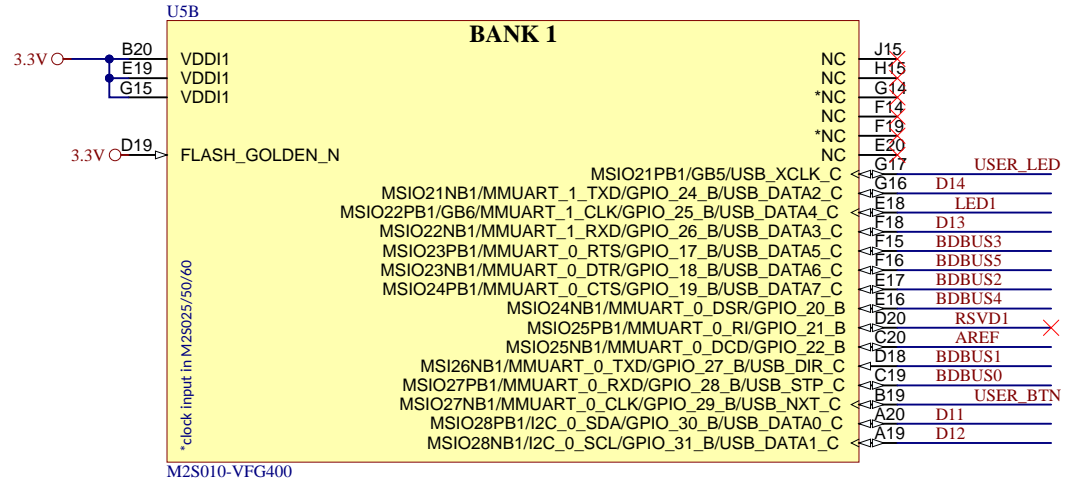 U5B
BANK 1
3.3V B20 VDDI1 NC J15
E19 VDDI1 NC H15
G15 VDDI1 *NC G14
NC F14
*NC F19
3.3V D19 FLASH_GOLDEN_N NC E20
MSIO21PB1/GB5/USB_XCLK_C G17 USER_LED
MSIO21NB1/MMUART_1_TXD/GPIO_24_B/USB_DATA2_C G16 D14
MSIO22PB1/GB6/MMUART_1_CLK/GPIO_25_B/USB_DATA4_C E18 LED1
MSIO22NB1/MMUART_1_RXD/GPIO_26_B/USB_DATA3_C F18 D13
MSIO23PB1/MMUART_0_RTS/GPIO_17_B/USB_DATA5_C F15 BDBUS3
MSIO23NB1/MMUART_0_DTR/GPIO_18_B/USB_DATA6_C F16 BDBUS5
MSIO24PB1/MMUART_0_CTS/GPIO_19_B/USB_DATA7_C E17 BDBUS2
MSIO24NB1/MMUART_0_DSR/GPIO_20_B E16 BDBUS4
MSIO25PB1/MMUART_0_RI/GPIO_21_B D20 RSVD1
MSIO25NB1/MMUART_0_DCD/GPIO_22_B C20 AREF
MSI26NB1/MMUART_0_TXD/GPIO_27_B/USB_DIR_C D18 BDBUS1
MSIO27PB1/MMUART_0_RXD/GPIO_28_B/USB_STP_C C19 BDBUS0
MSIO27NB1/MMUART_0_CLK/GPIO_29_B/USB_NXT_C B19 USER_BTN
MSIO28PB1/I2C_0_SDA/GPIO_30_B/USB_DATA0_C A20 D11
MSIO28NB1/I2C_0_SCL/GPIO_31_B/USB_DATA1_C A19 D12
*clock input in M2S025/50/60
M2S010-VFG400